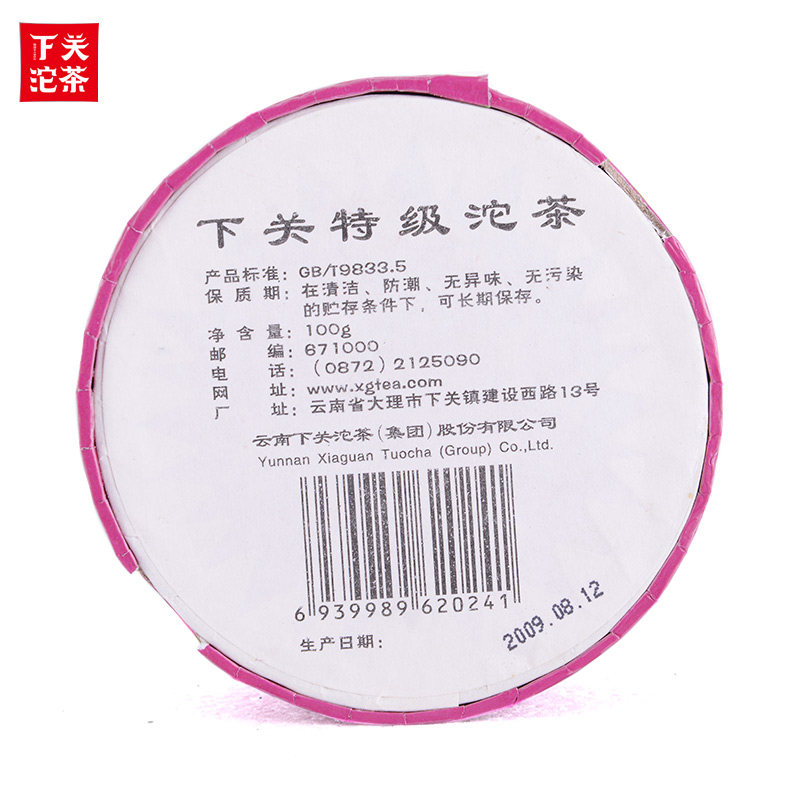 下关
沱茶
下关特级沱茶
产品标准：GB/T9833.5
保质期：在清洁、防潮、无异味、无污染
的贮存条件下，可长期保存。
净含量：100g
邮编：671000
电话：(0872) 2125090
网址：www.xgtea.com
厂址：云南省大理市下关镇建设西路13号
云南下关沱茶(集团)股份有限公司
Yunnan Xiaguan Tuocha (Group) Co.,Ltd.
6 939989 620241
生产日期：
2009.08.12